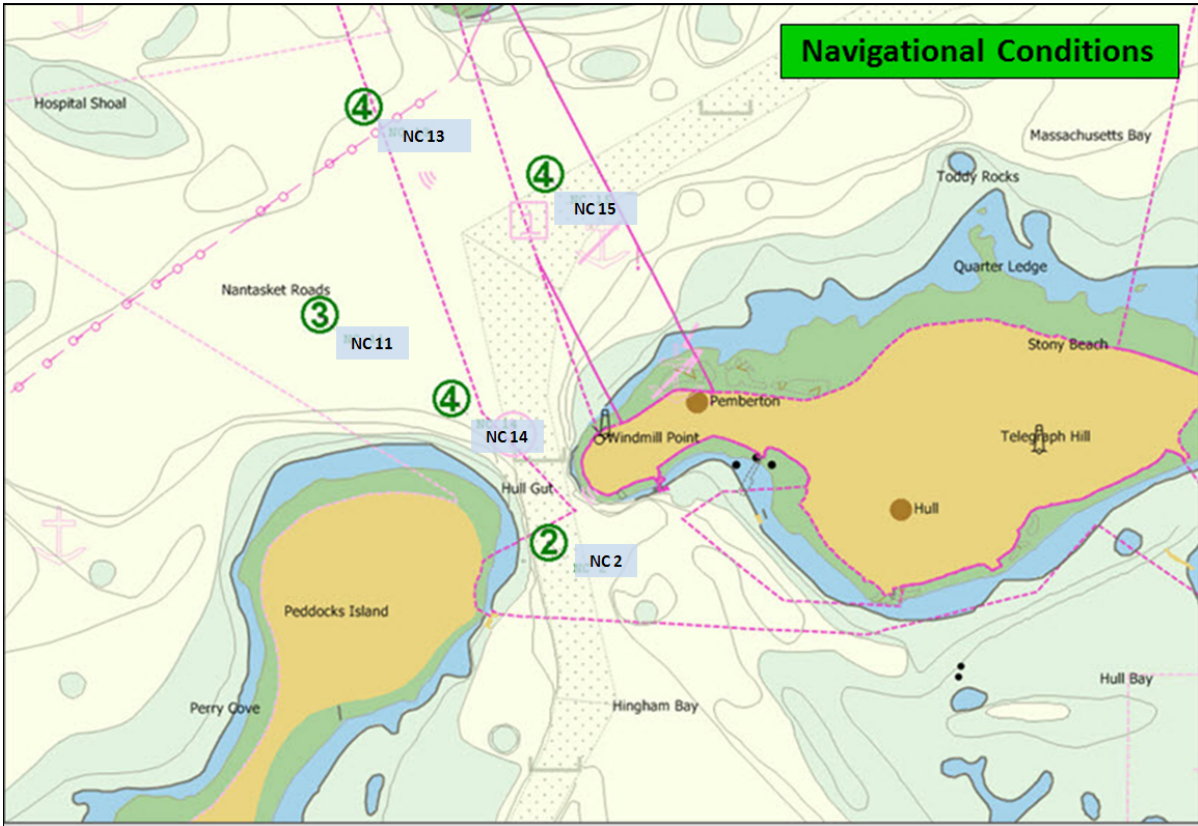 Navigational Conditions
Hospital Shoal
4
NC 13
Massachusetts Bay
4
Toddy Rocks
NC 15
Quarter Ledge
Nantasket Roads
3
NC 11
Stony Beach
4
Pemberton
NC 14
Windmill Point
Telegraph Hill
Hull Gut
Hull
2
NC 2
Peddocks Island
Hull Bay
Perry Cove
Hingham Bay